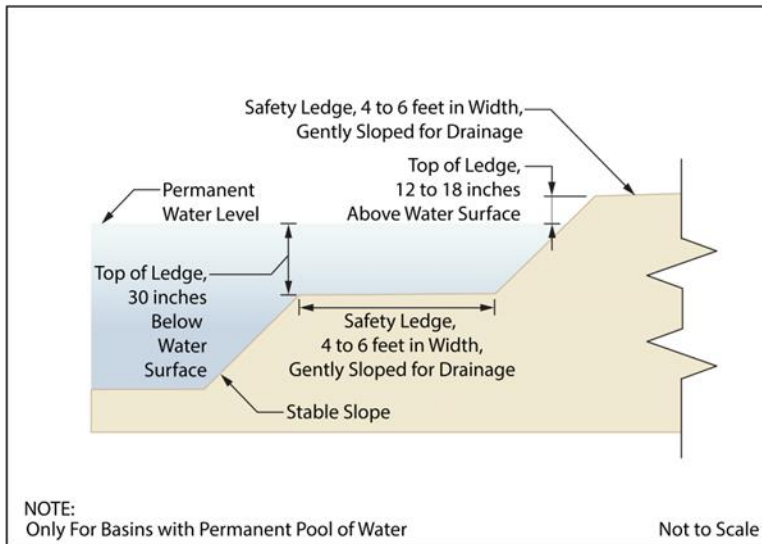 Safety Ledge, 4 to 6 feet in Width,
Gently Sloped for Drainage
Top of Ledge,
12 to 18 inches
Above Water Surface
Permanent
Water Level
Top of Ledge,
30 inches
Below
Water
Surface
Safety Ledge,
4 to 6 feet in Width,
Gently Sloped for Drainage
Stable Slope
NOTE:
Only For Basins with Permanent Pool of Water
Not to Scale